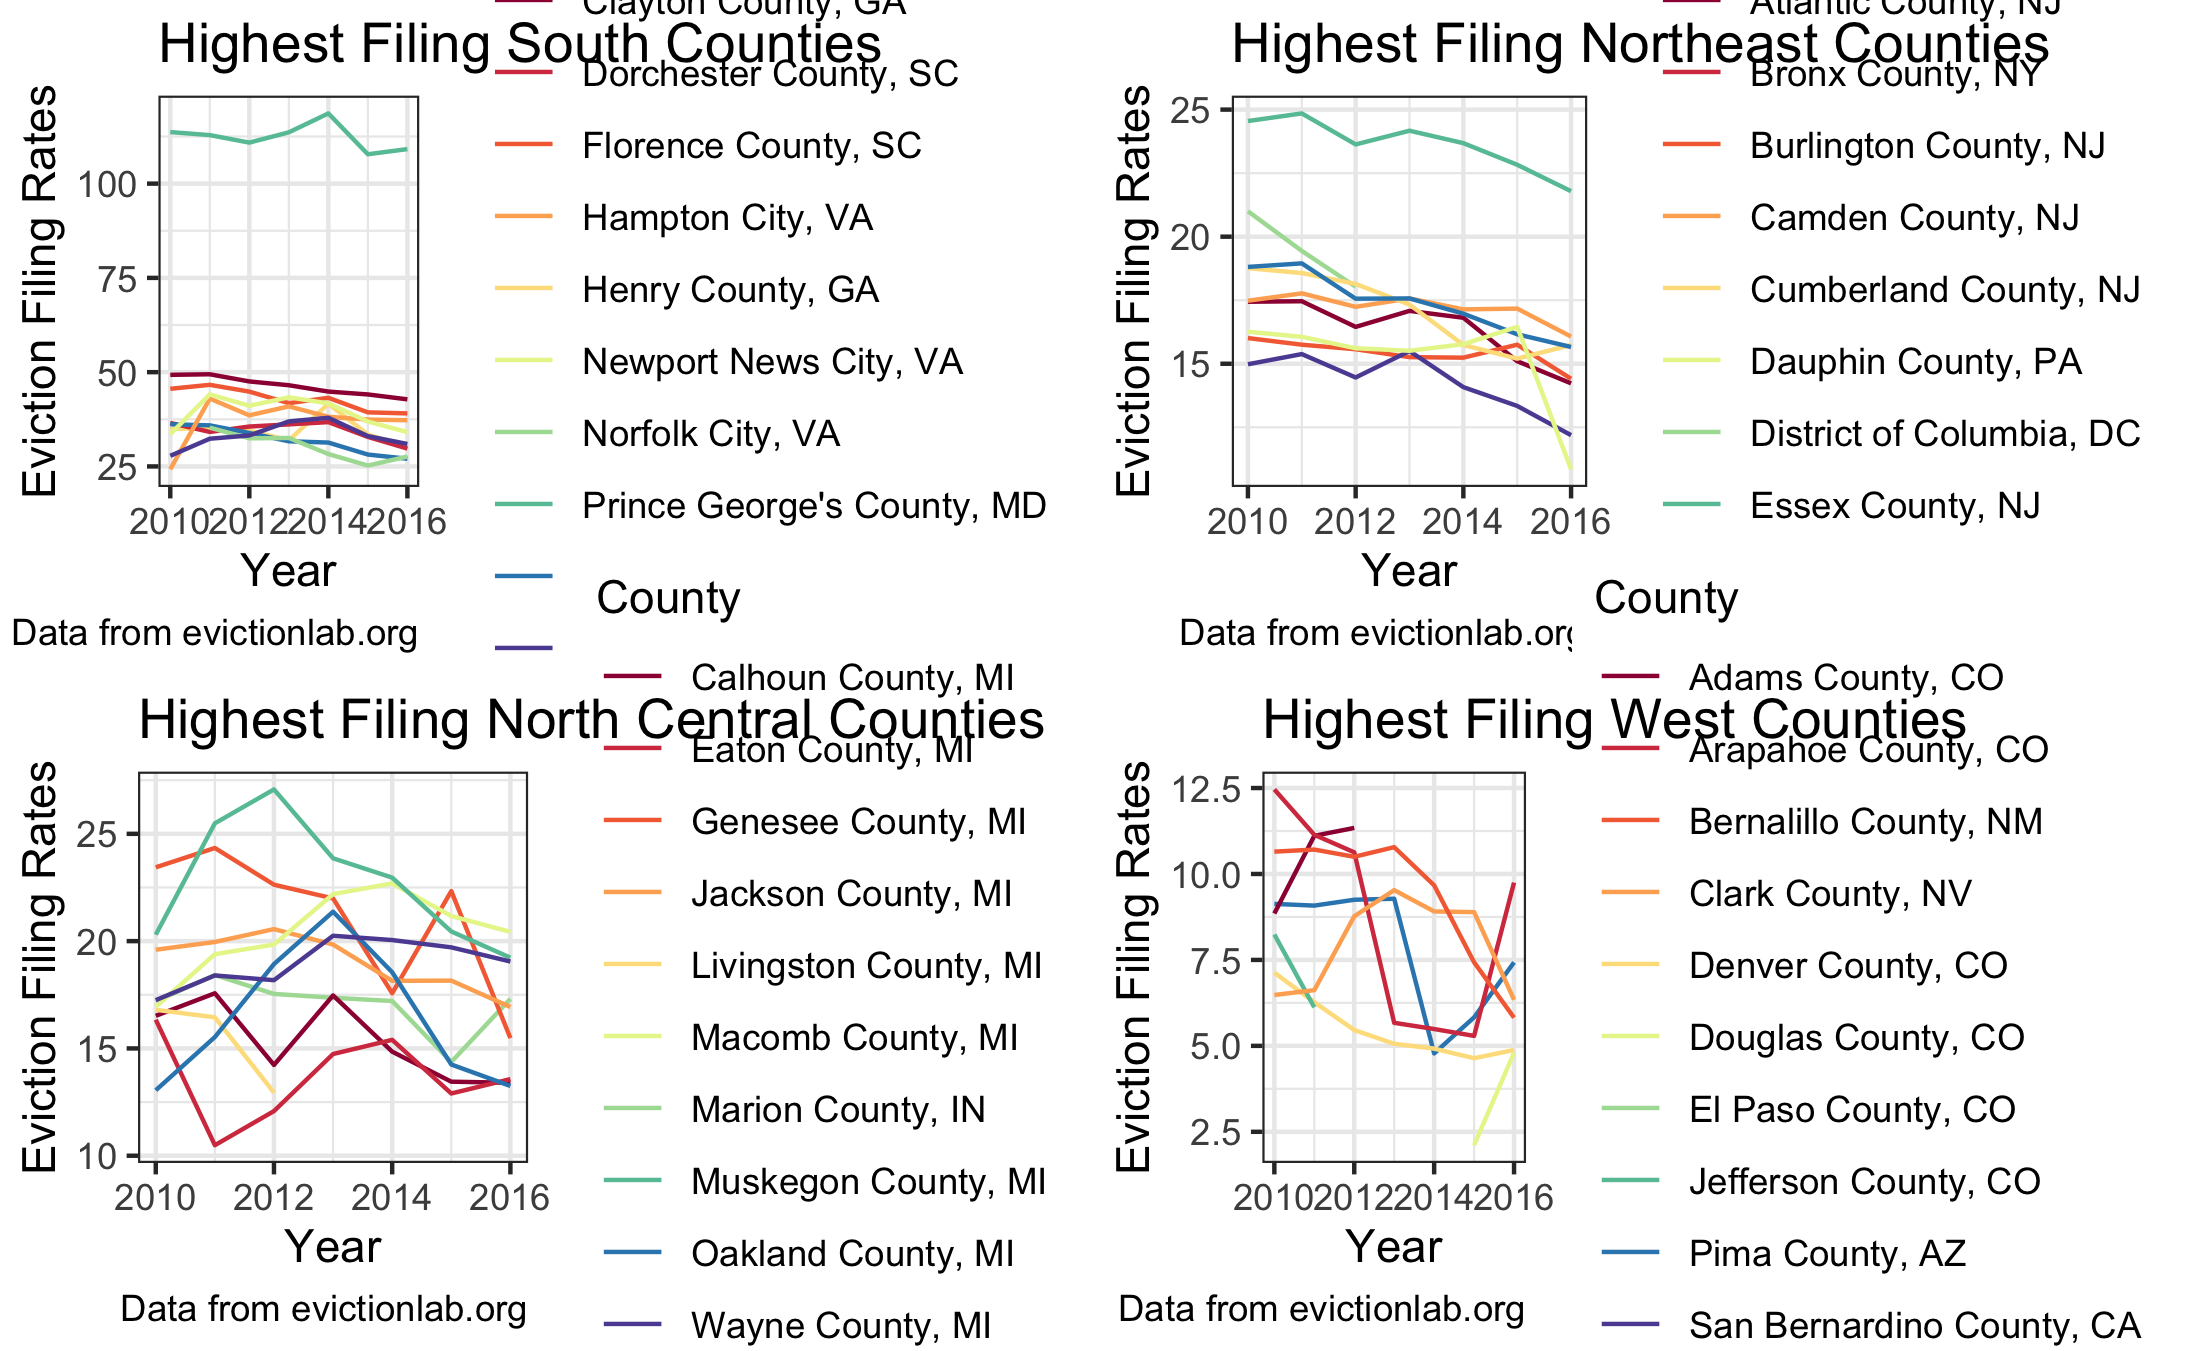 Clayton County, GA
Highest Filing South Counties
Dorchester County, SC
Florence County, SC
Hampton City, VA
Henry County, GA
Newport News City, VA
Norfolk City, VA
Prince George's County, MD
Eviction Filing Rates
100
75
50
25
2010 2012 2014 2016
Year
Data from evictionlab.org
Atlantic County, NJ
Highest Filing Northeast Counties
Bronx County, NY
Burlington County, NJ
Camden County, NJ
Cumberland County, NJ
Dauphin County, PA
District of Columbia, DC
Essex County, NJ
Eviction Filing Rates
25
20
15
2010 2012 2014 2016
Year
Data from evictionlab.org
County
Calhoun County, MI
Highest Filing North Central Counties
Eaton County, MI
Genesee County, MI
Jackson County, MI
Livingston County, MI
Macomb County, MI
Marion County, IN
Muskegon County, MI
Oakland County, MI
Wayne County, MI
Eviction Filing Rates
25
20
15
10
2010 2012 2014 2016
Year
Data from evictionlab.org
County
Adams County, CO
Highest Filing West Counties
Arapahoe County, CO
Bernalillo County, NM
Clark County, NV
Denver County, CO
Douglas County, CO
El Paso County, CO
Jefferson County, CO
Pima County, AZ
San Bernardino County, CA
Eviction Filing Rates
12.5
10.0
7.5
5.0
2.5
2010 2012 2014 2016
Year
Data from evictionlab.org